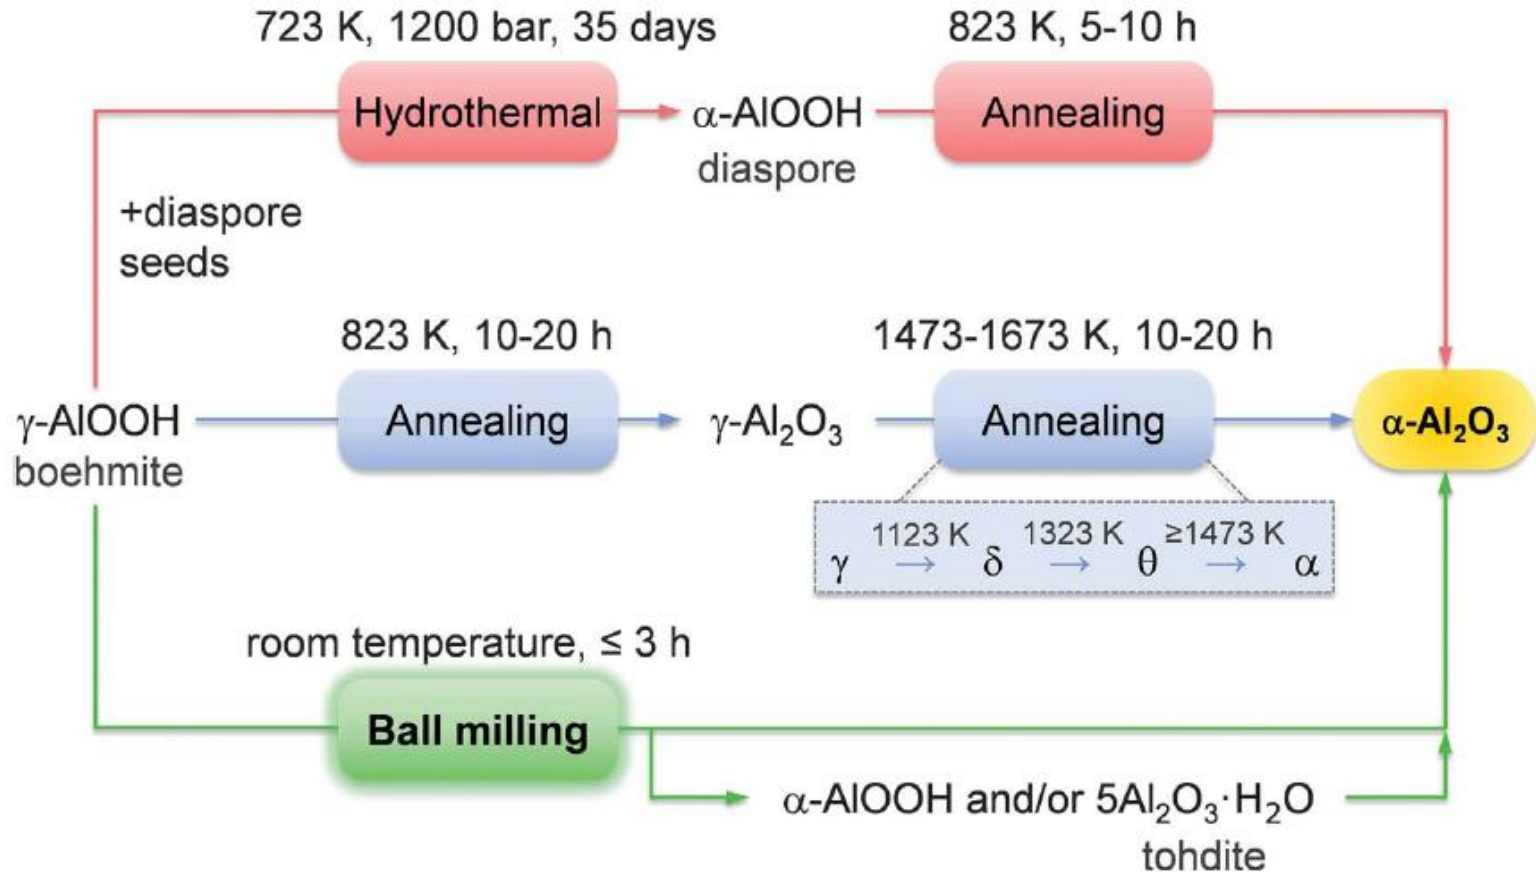 723 K, 1200 bar, 35 days
823 K, 5-10 h
Hydrothermal
α-AlOOH
diaspore
Annealing
+diaspore
seeds
823 K, 10-20 h
1473-1673 K, 10-20 h
γ-AlOOH
boehmite
Annealing
γ-Al₂O₃
Annealing
α-Al₂O₃
1123 K
1323 K
≥1473 K
γ → δ → θ → α
room temperature, ≤ 3 h
Ball milling
α-AlOOH and/or 5Al₂O₃·H₂O
tohdite